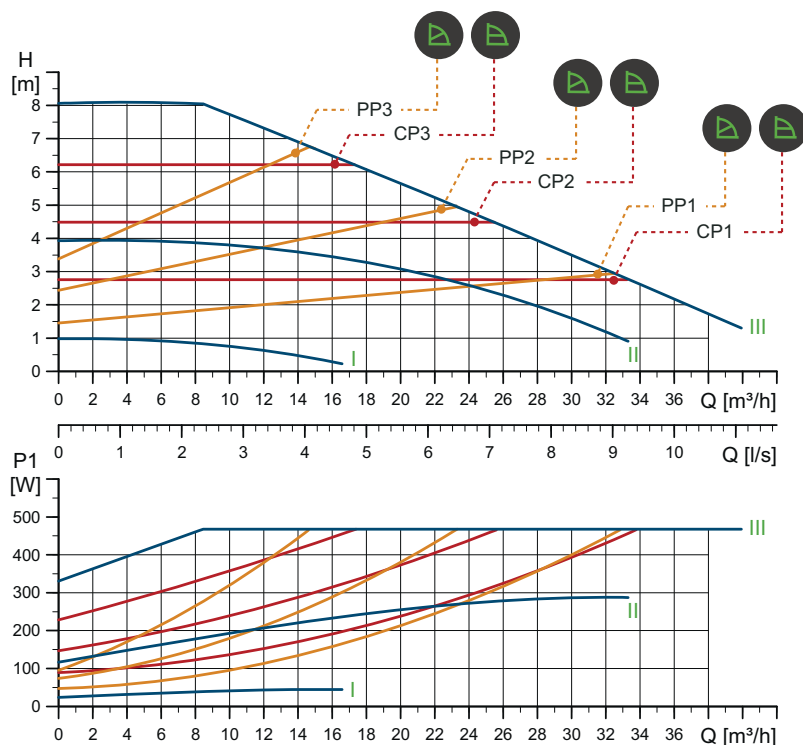 H
[m]
8
7
6
5
4
3
2
1
0
PP3
CP3
PP2
CP2
PP1
CP1
I
II
III
0 2 4 6 8 10 12 14 16 18 20 22 24 26 28 30 32 34 36 Q [m³/h]
0 1 2 3 4 5 6 7 8 9 10 Q [l/s]
P1
[W]
500
400
300
200
100
0
III
II
I
0 2 4 6 8 10 12 14 16 18 20 22 24 26 28 30 32 34 36 Q [m³/h]